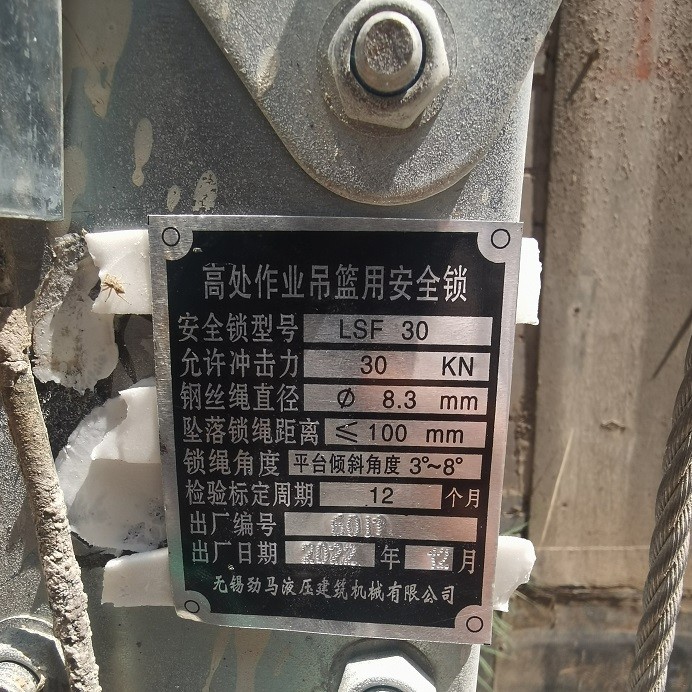 高处作业吊篮用安全锁
安全锁型号 LSF 30
允许冲击力 30 KN
钢丝绳直径 Ø 8.3 mm
坠落锁绳距离 ≤ 100 mm
锁绳角度 平台倾斜角度 3°~8°
检验标定周期 12 个月
出厂编号
出厂日期 2022 年 12 月
无锡劲马液压建筑机械有限公司